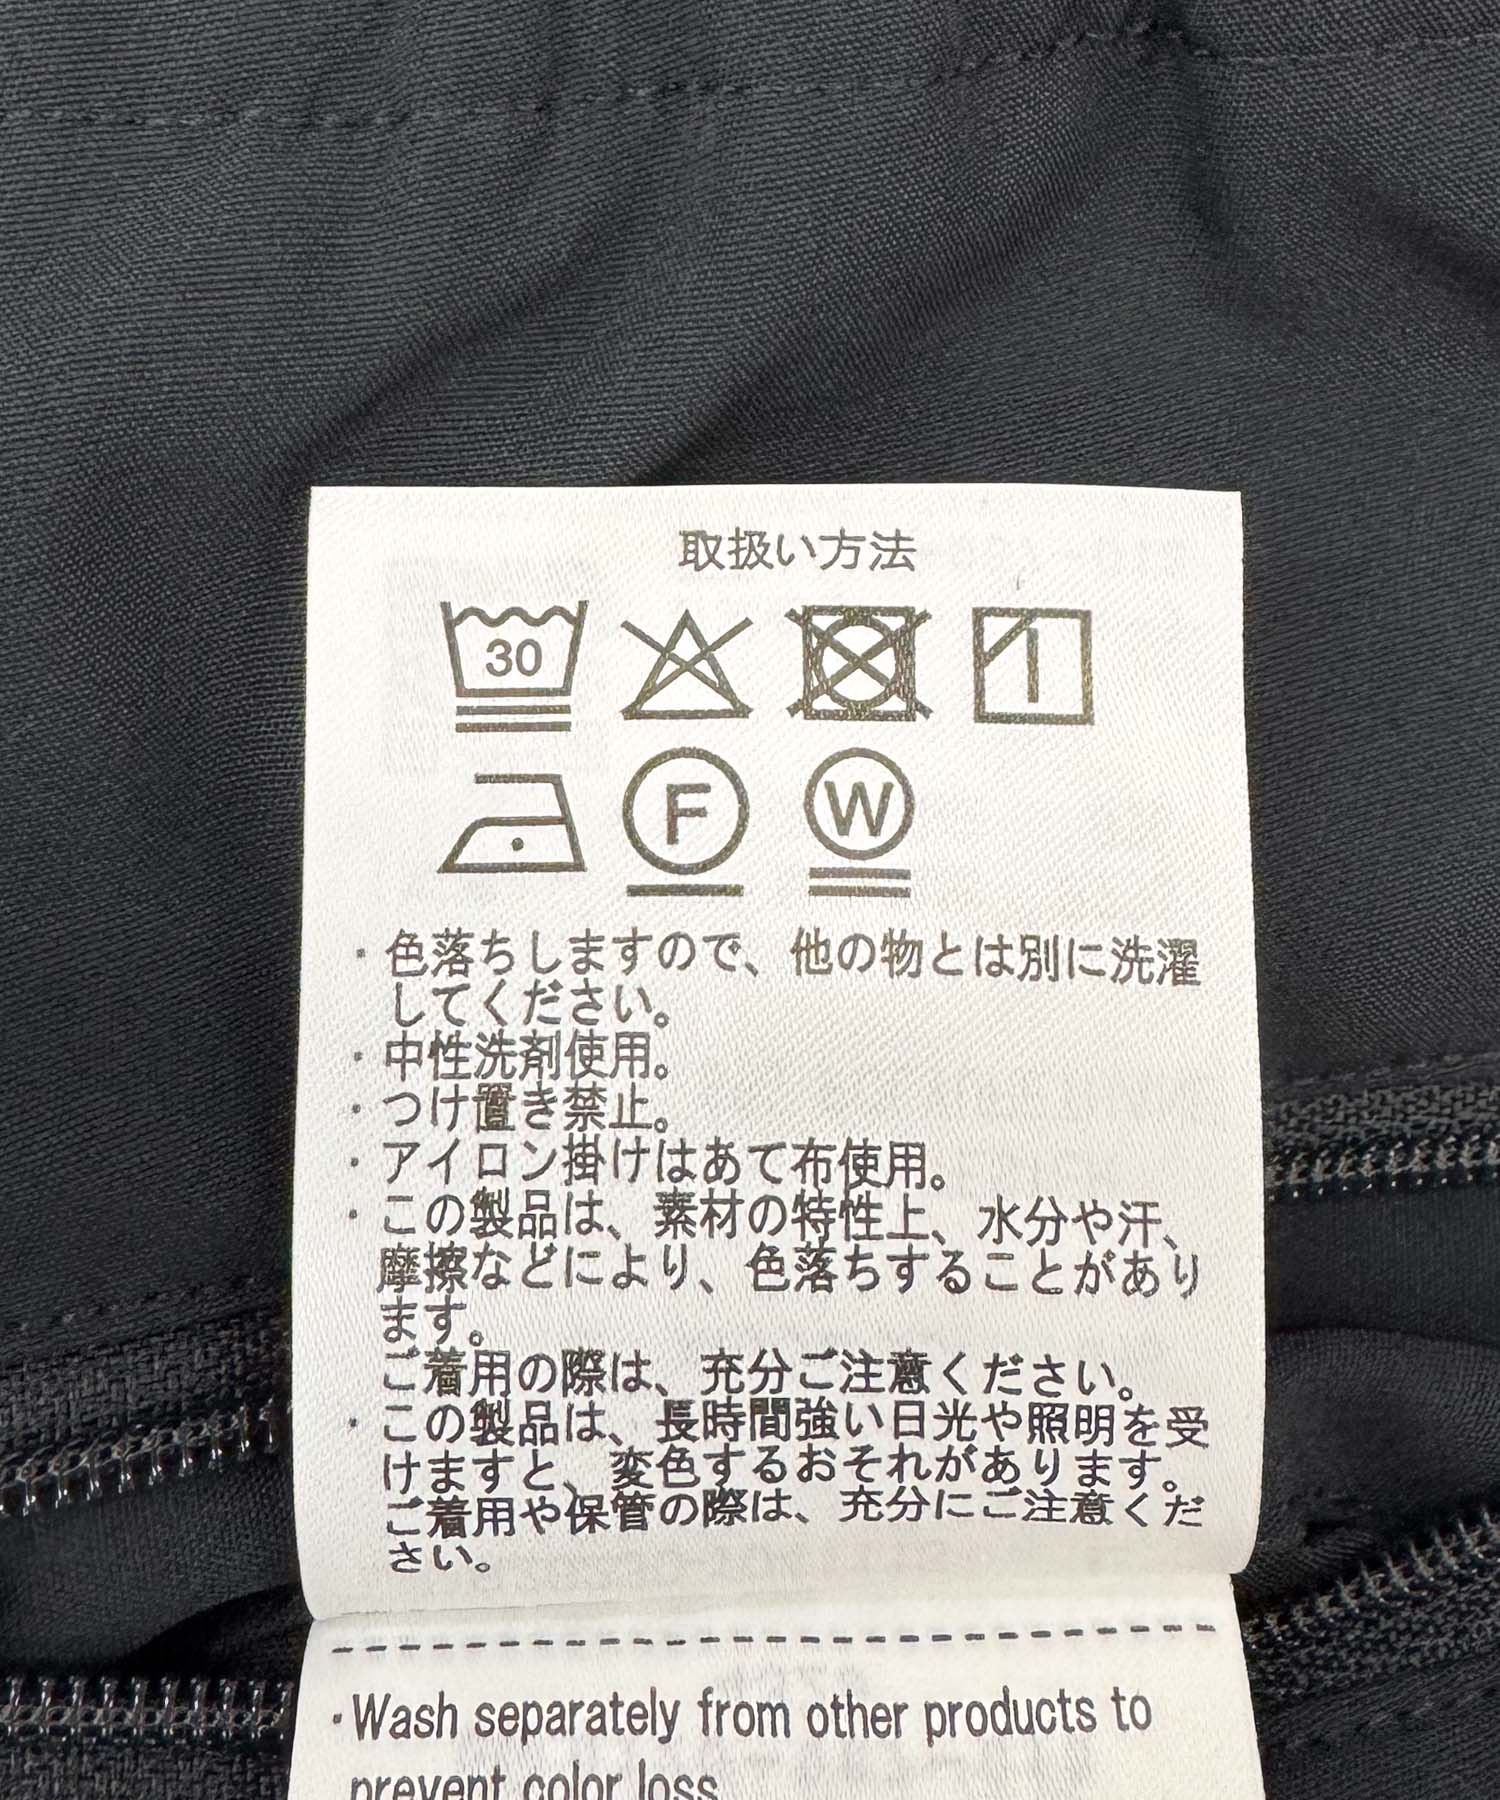 取扱い方法
30
F
W
・色落ちしますので、他の物とは別に洗濯
してください。
・中性洗剤使用。
・つけ置き禁止。
・アイロン掛けはあて布使用。
・この製品は、素材の特性上、水分や汗、
摩擦などにより、色落ちすることがあり
ます。
ご着用の際は、充分ご注意ください。
・この製品は、長時間強い日光や照明を受
けますと、変色するおそれがあります。
ご着用や保管の際は、充分にご注意くだ
さい。
・Wash separately from other products to
prevent color loss